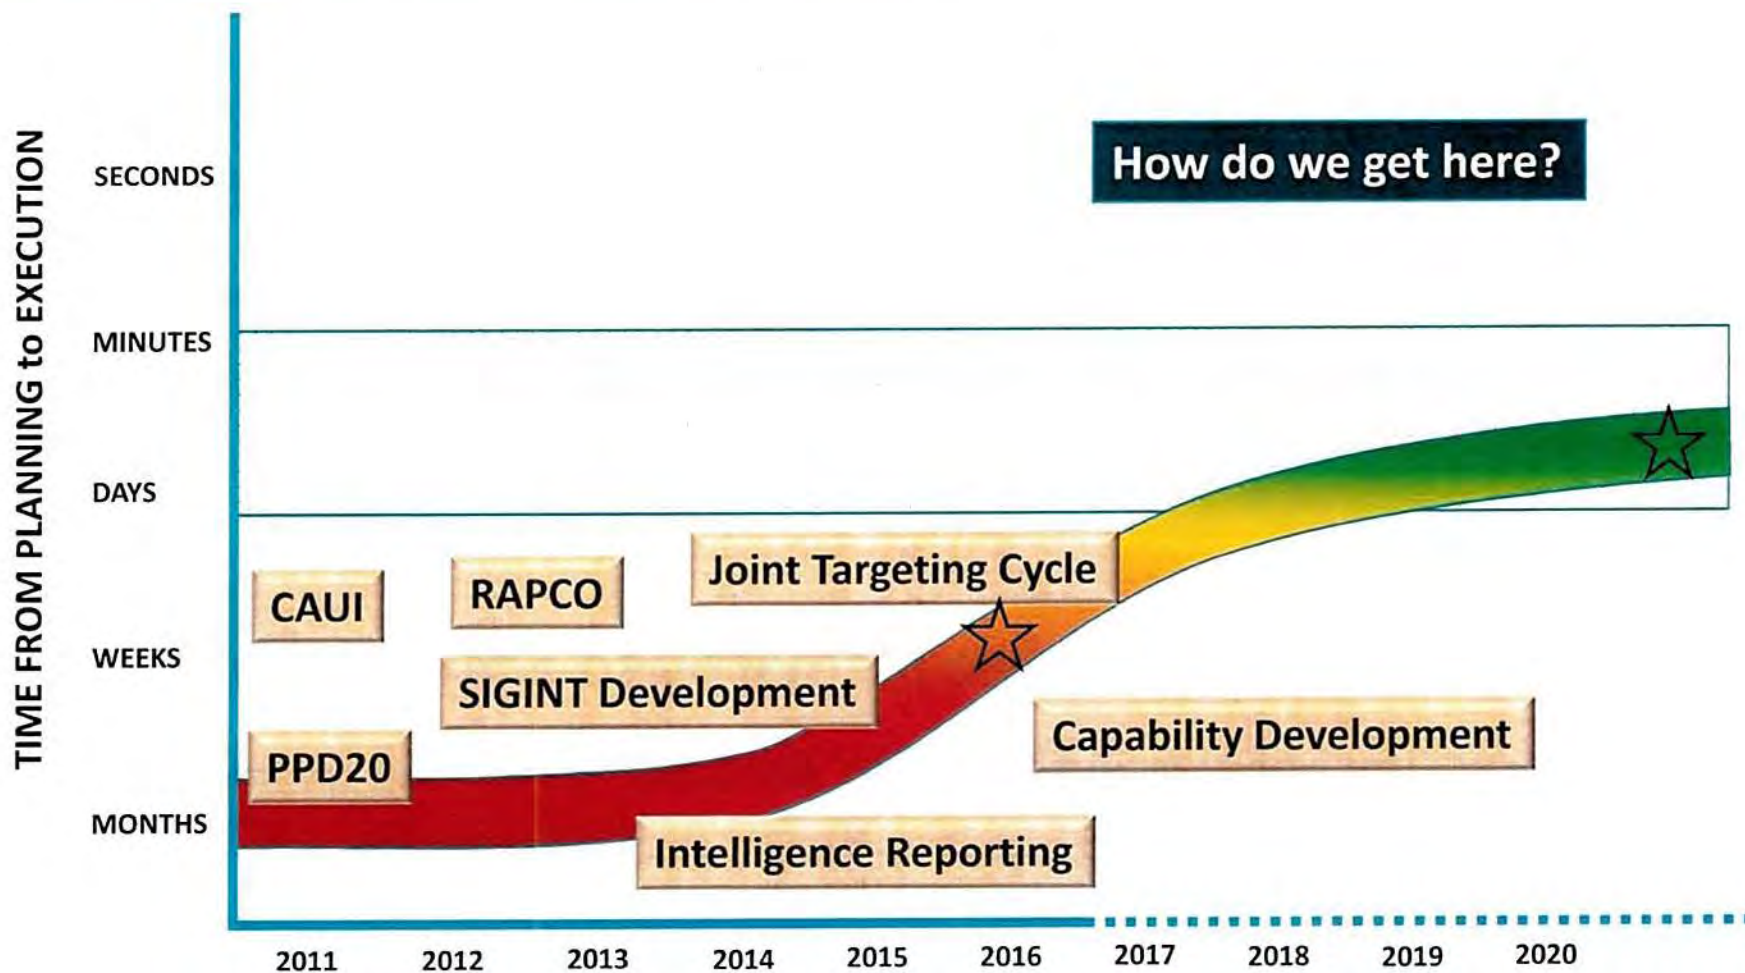 TIME FROM PLANNING to EXECUTION
SECONDS
MINUTES
DAYS
WEEKS
MONTHS
How do we get here?
Joint Targeting Cycle
RAPCO
CAUI
SIGINT Development
Capability Development
PPD20
Intelligence Reporting
2011 2012 2013 2014 2015 2016 2017 2018 2019 2020